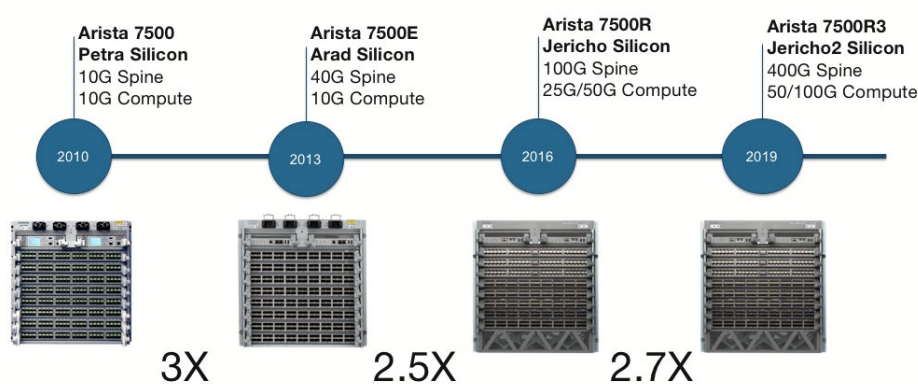 Arista 7500
Petra Silicon
10G Spine
10G Compute
Arista 7500E
Arad Silicon
40G Spine
10G Compute
Arista 7500R
Jericho Silicon
100G Spine
25G/50G Compute
Arista 7500R3
Jericho2 Silicon
400G Spine
50/100G Compute
2010
2013
2016
2019
3X
2.5X
2.7X